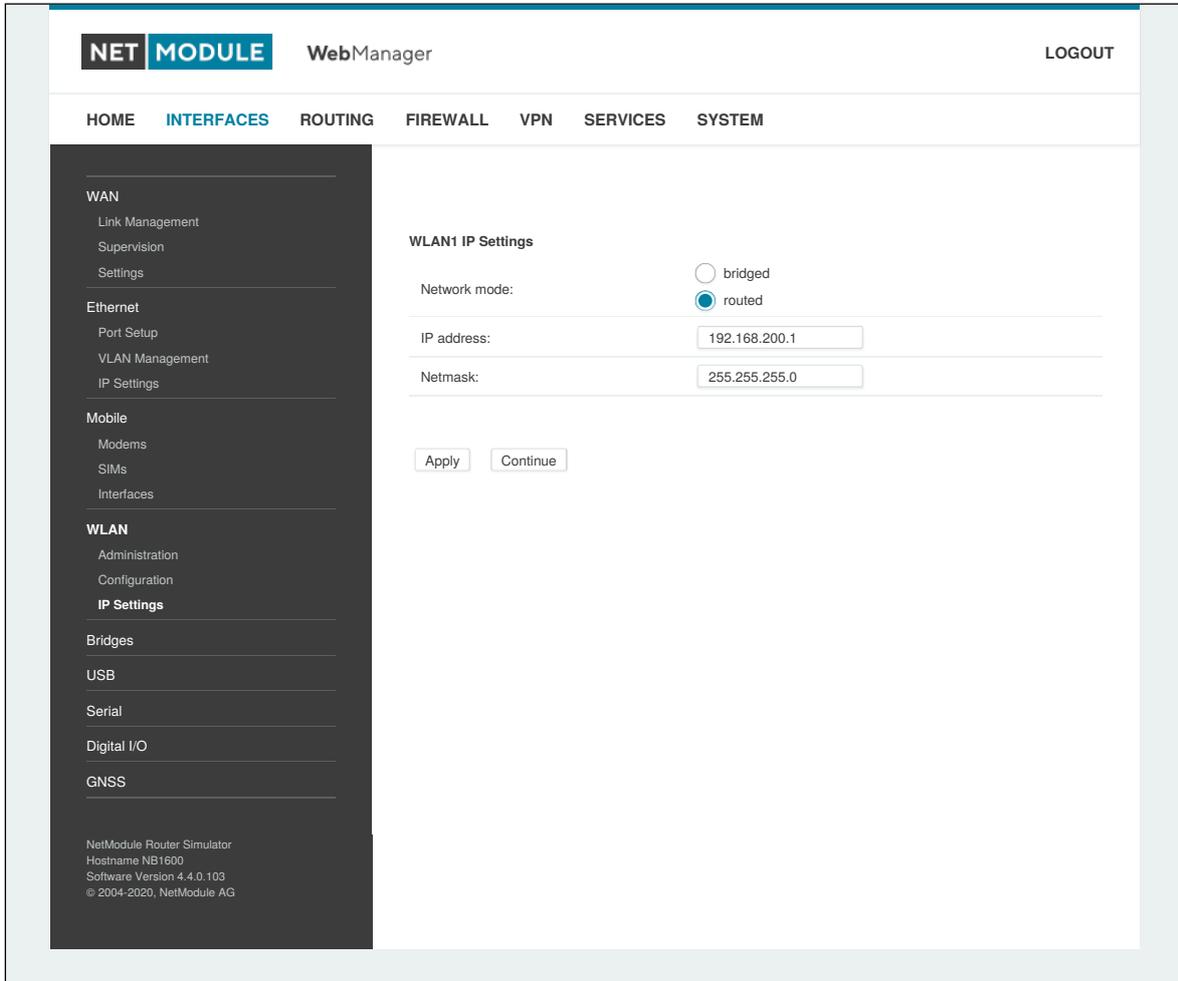 NET MODULE WebManager LOGOUT
HOME INTERFACES ROUTING FIREWALL VPN SERVICES SYSTEM
WAN
Link Management
Supervision
Settings
Ethernet
Port Setup
VLAN Management
IP Settings
Mobile
Modems
SIMs
Interfaces
WLAN
Administration
Configuration
IP Settings
Bridges
USB
Serial
Digital I/O
GNSS
NetModule Router Simulator
Hostname NB1600
Software Version 4.4.0.103
© 2004-2020, NetModule AG
WLAN1 IP Settings
Network mode:
bridged
routed
IP address: 192.168.200.1
Netmask: 255.255.255.0
Apply Continue